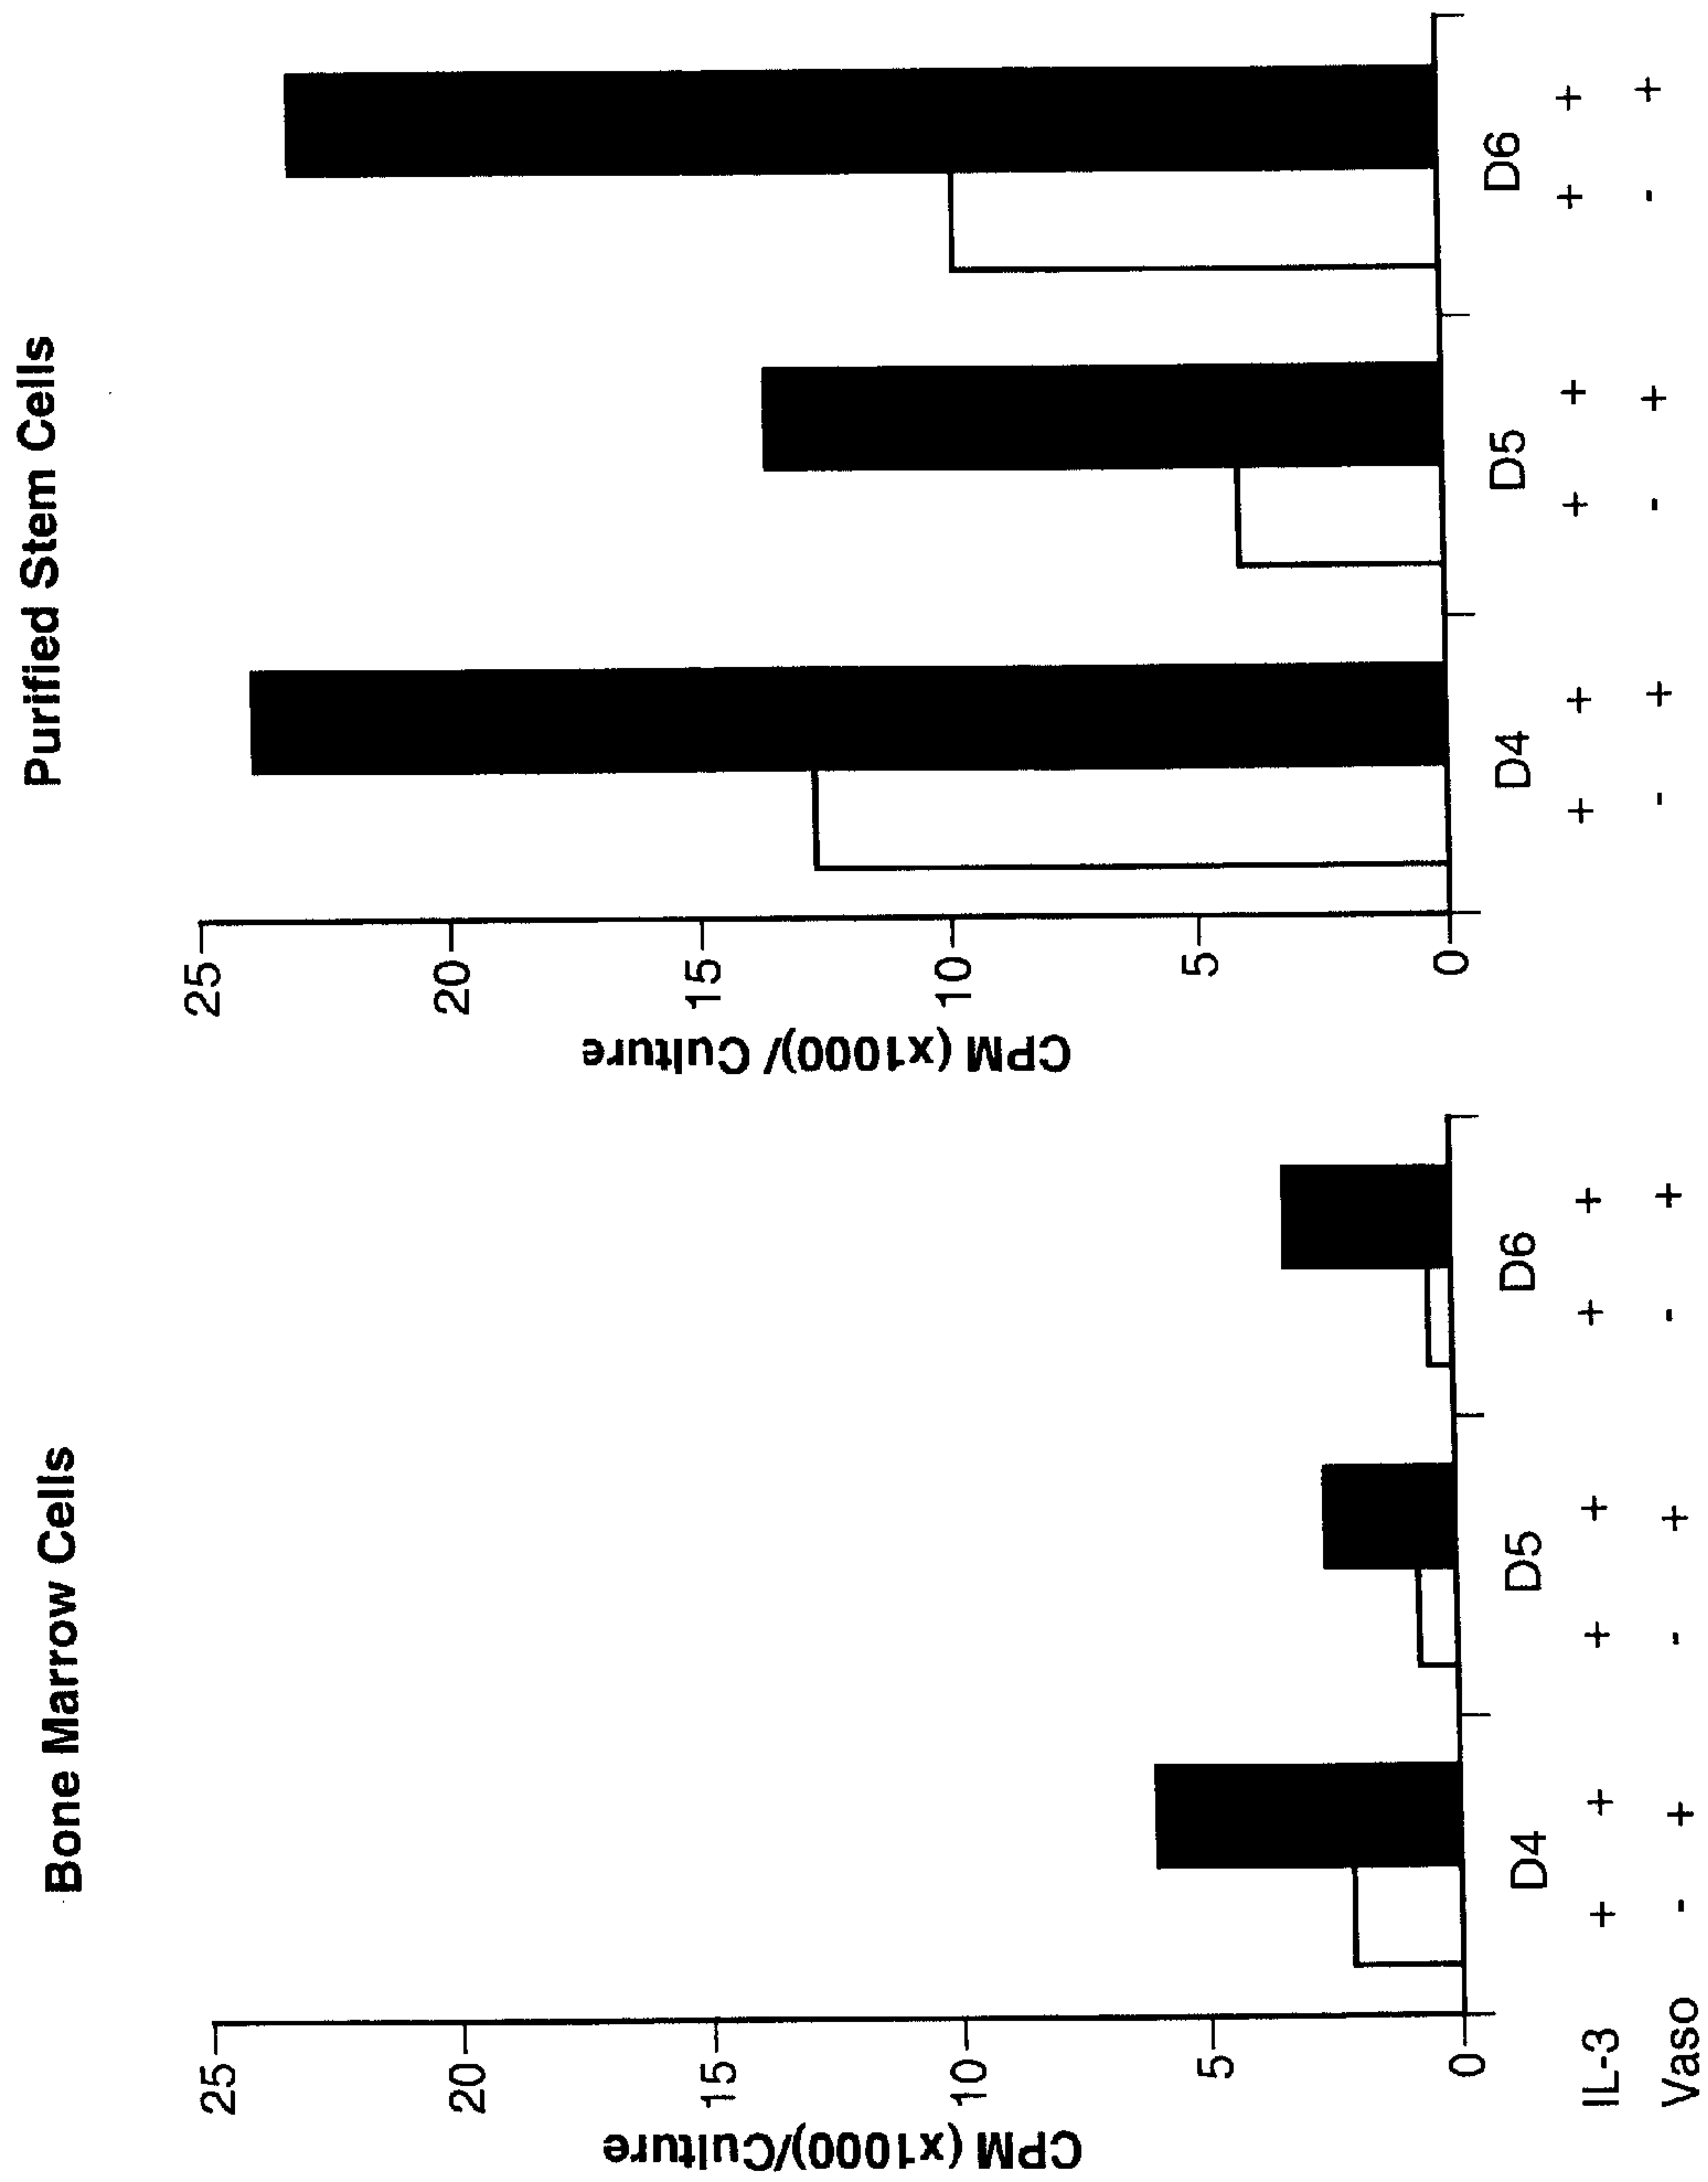 Bone Marrow Cells
CPM (x1000)/Culture
25
20
15
10
5
0
D4 D5 D6
IL-3 + + + + + +
Vaso - + - + - +
Purified Stem Cells
CPM (x1000)/ Culture
25
20
15
10
5
0
D4 D5 D6
+ + + + + +
- + - + - +